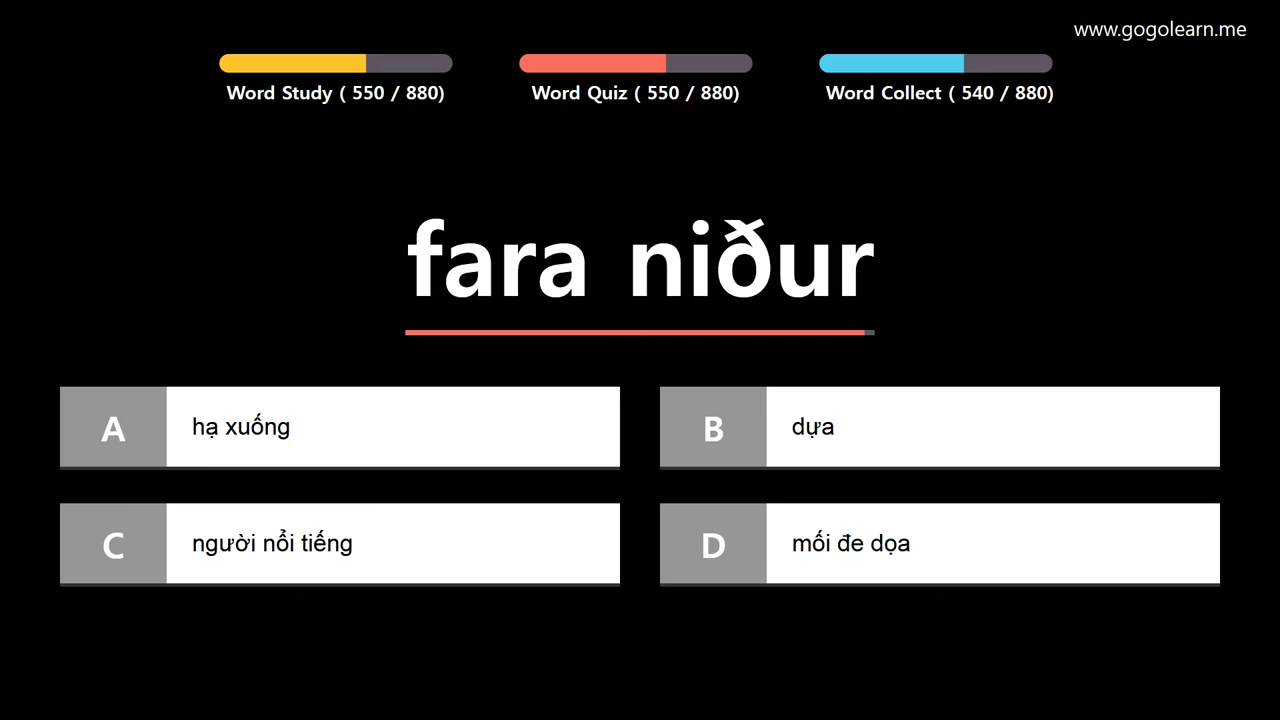 www.gogolearn.me
Word Study ( 550 / 880)
Word Quiz ( 550 / 880)
Word Collect ( 540 / 880)
fara niður
A
hạ xuống
B
dựa
C
người nổi tiếng
D
mối đe dọa